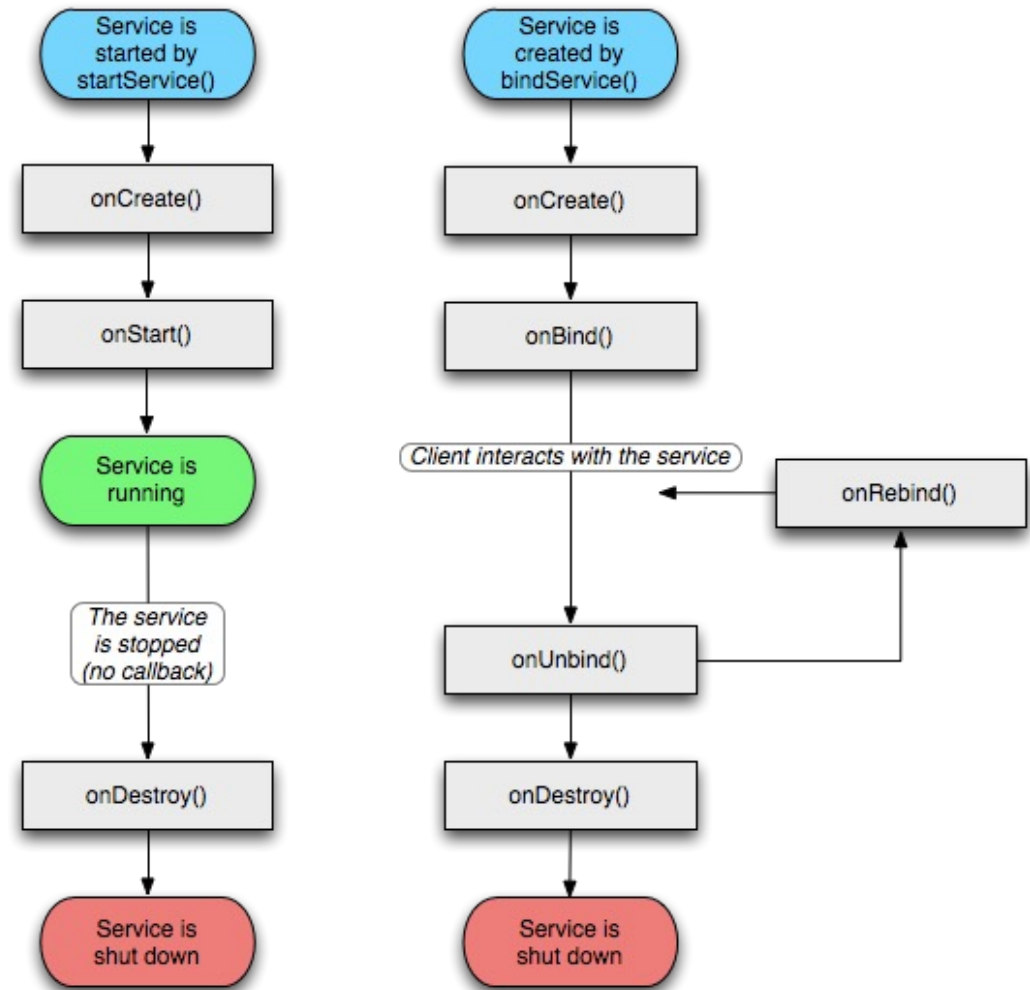 Service is
started by
startService()
onCreate()
onStart()
Service is
running
The service
is stopped
(no callback)
onDestroy()
Service is
shut down
Service is
created by
bindService()
onCreate()
onBind()
Client interacts with the service
onRebind()
onUnbind()
onDestroy()
Service is
shut down